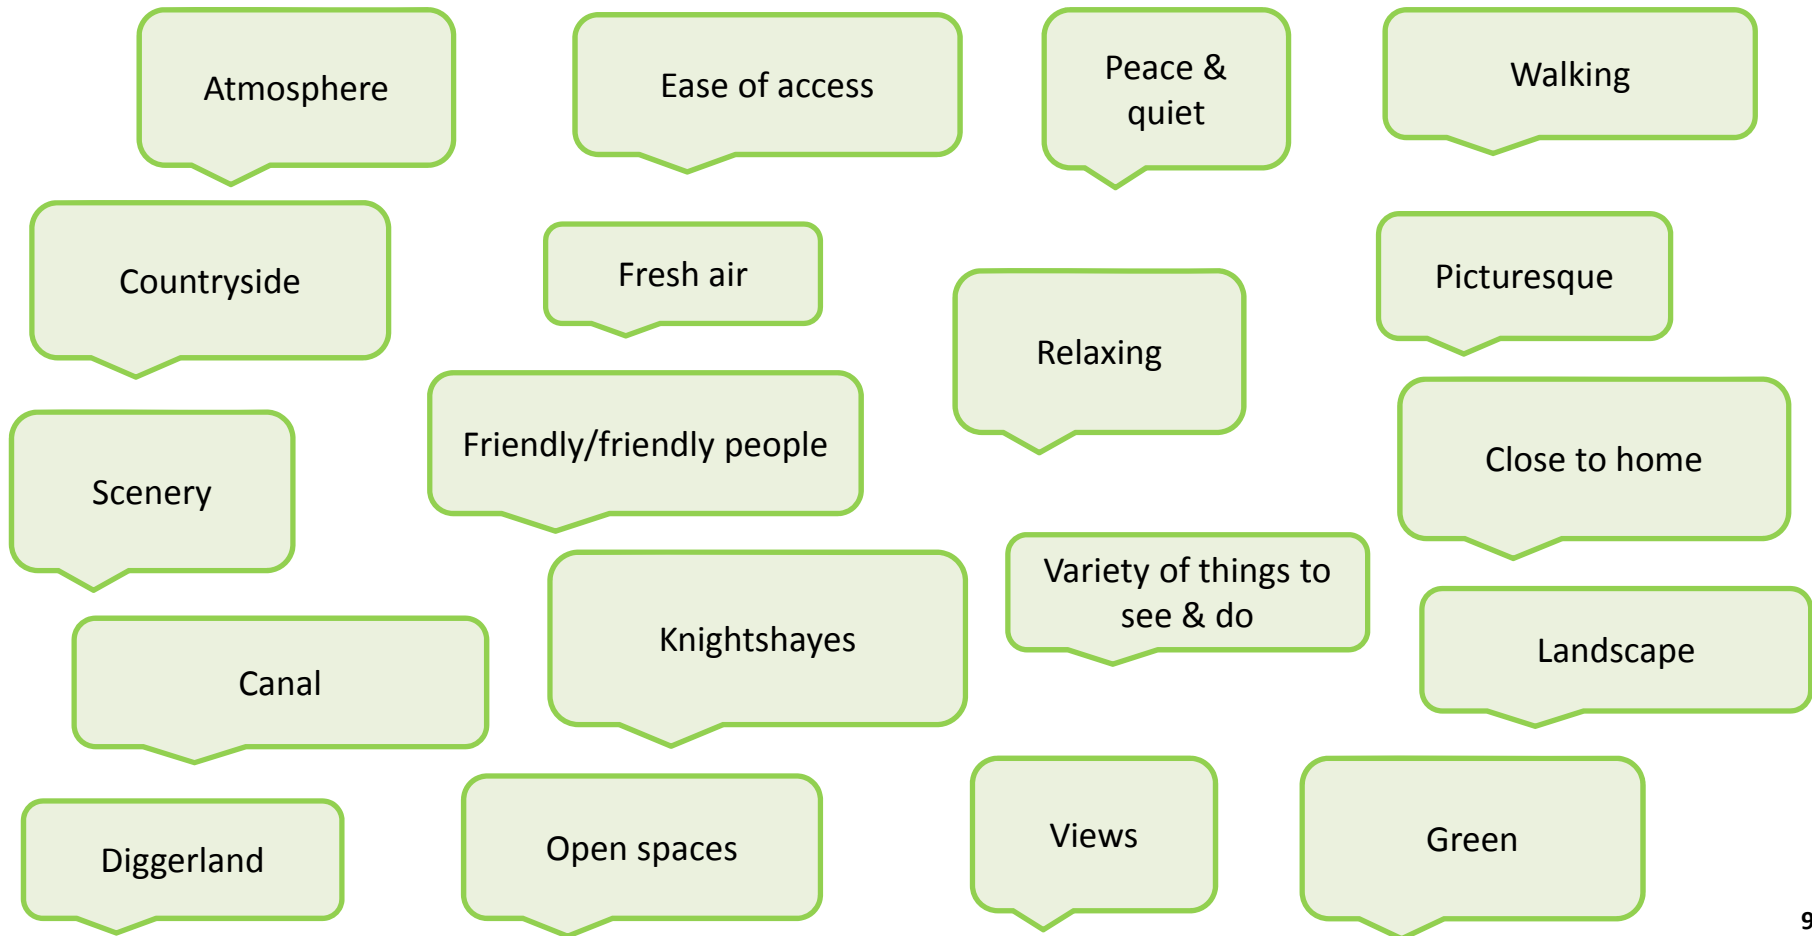 Atmosphere
Ease of access
Peace &
quiet
Walking
Countryside
Fresh air
Relaxing
Picturesque
Scenery
Friendly/friendly people
Close to home
Variety of things to
see & do
Canal
Knightshayes
Landscape
Diggerland
Open spaces
Views
Green
9